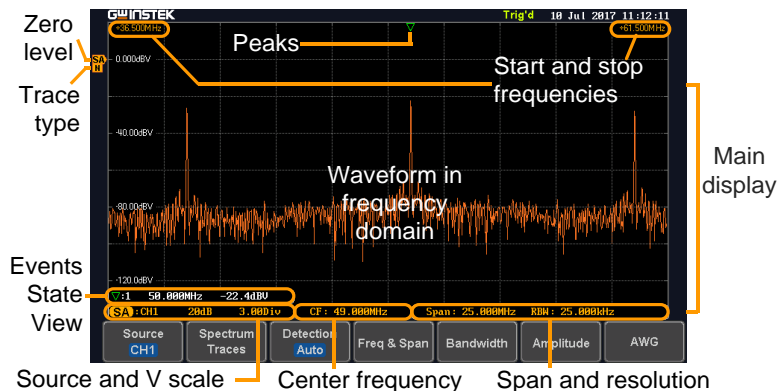 GWINSTEK
Trig'd 10 Jul 2017 11:12:11
Zero
level
+36.500MHz
Peaks
+61.500MHz
SA
N
0.000dBV
Start and stop
frequencies
Trace
type
-40.00dBV
Main
display
Waveform in
frequency
domain
-80.00dBV
Events
State
View
-120.0dBV
:1 50.000MHz -22.4dBV
SA :CH1 20dB 3.00Div CF: 49.000MHz Span: 25.000MHz RBW: 25.000kHz
Source
CH1
Spectrum
Traces
Detection
Auto
Freq & Span
Bandwidth
Amplitude
AWG
Source and V scale
Center frequency
Span and resolution